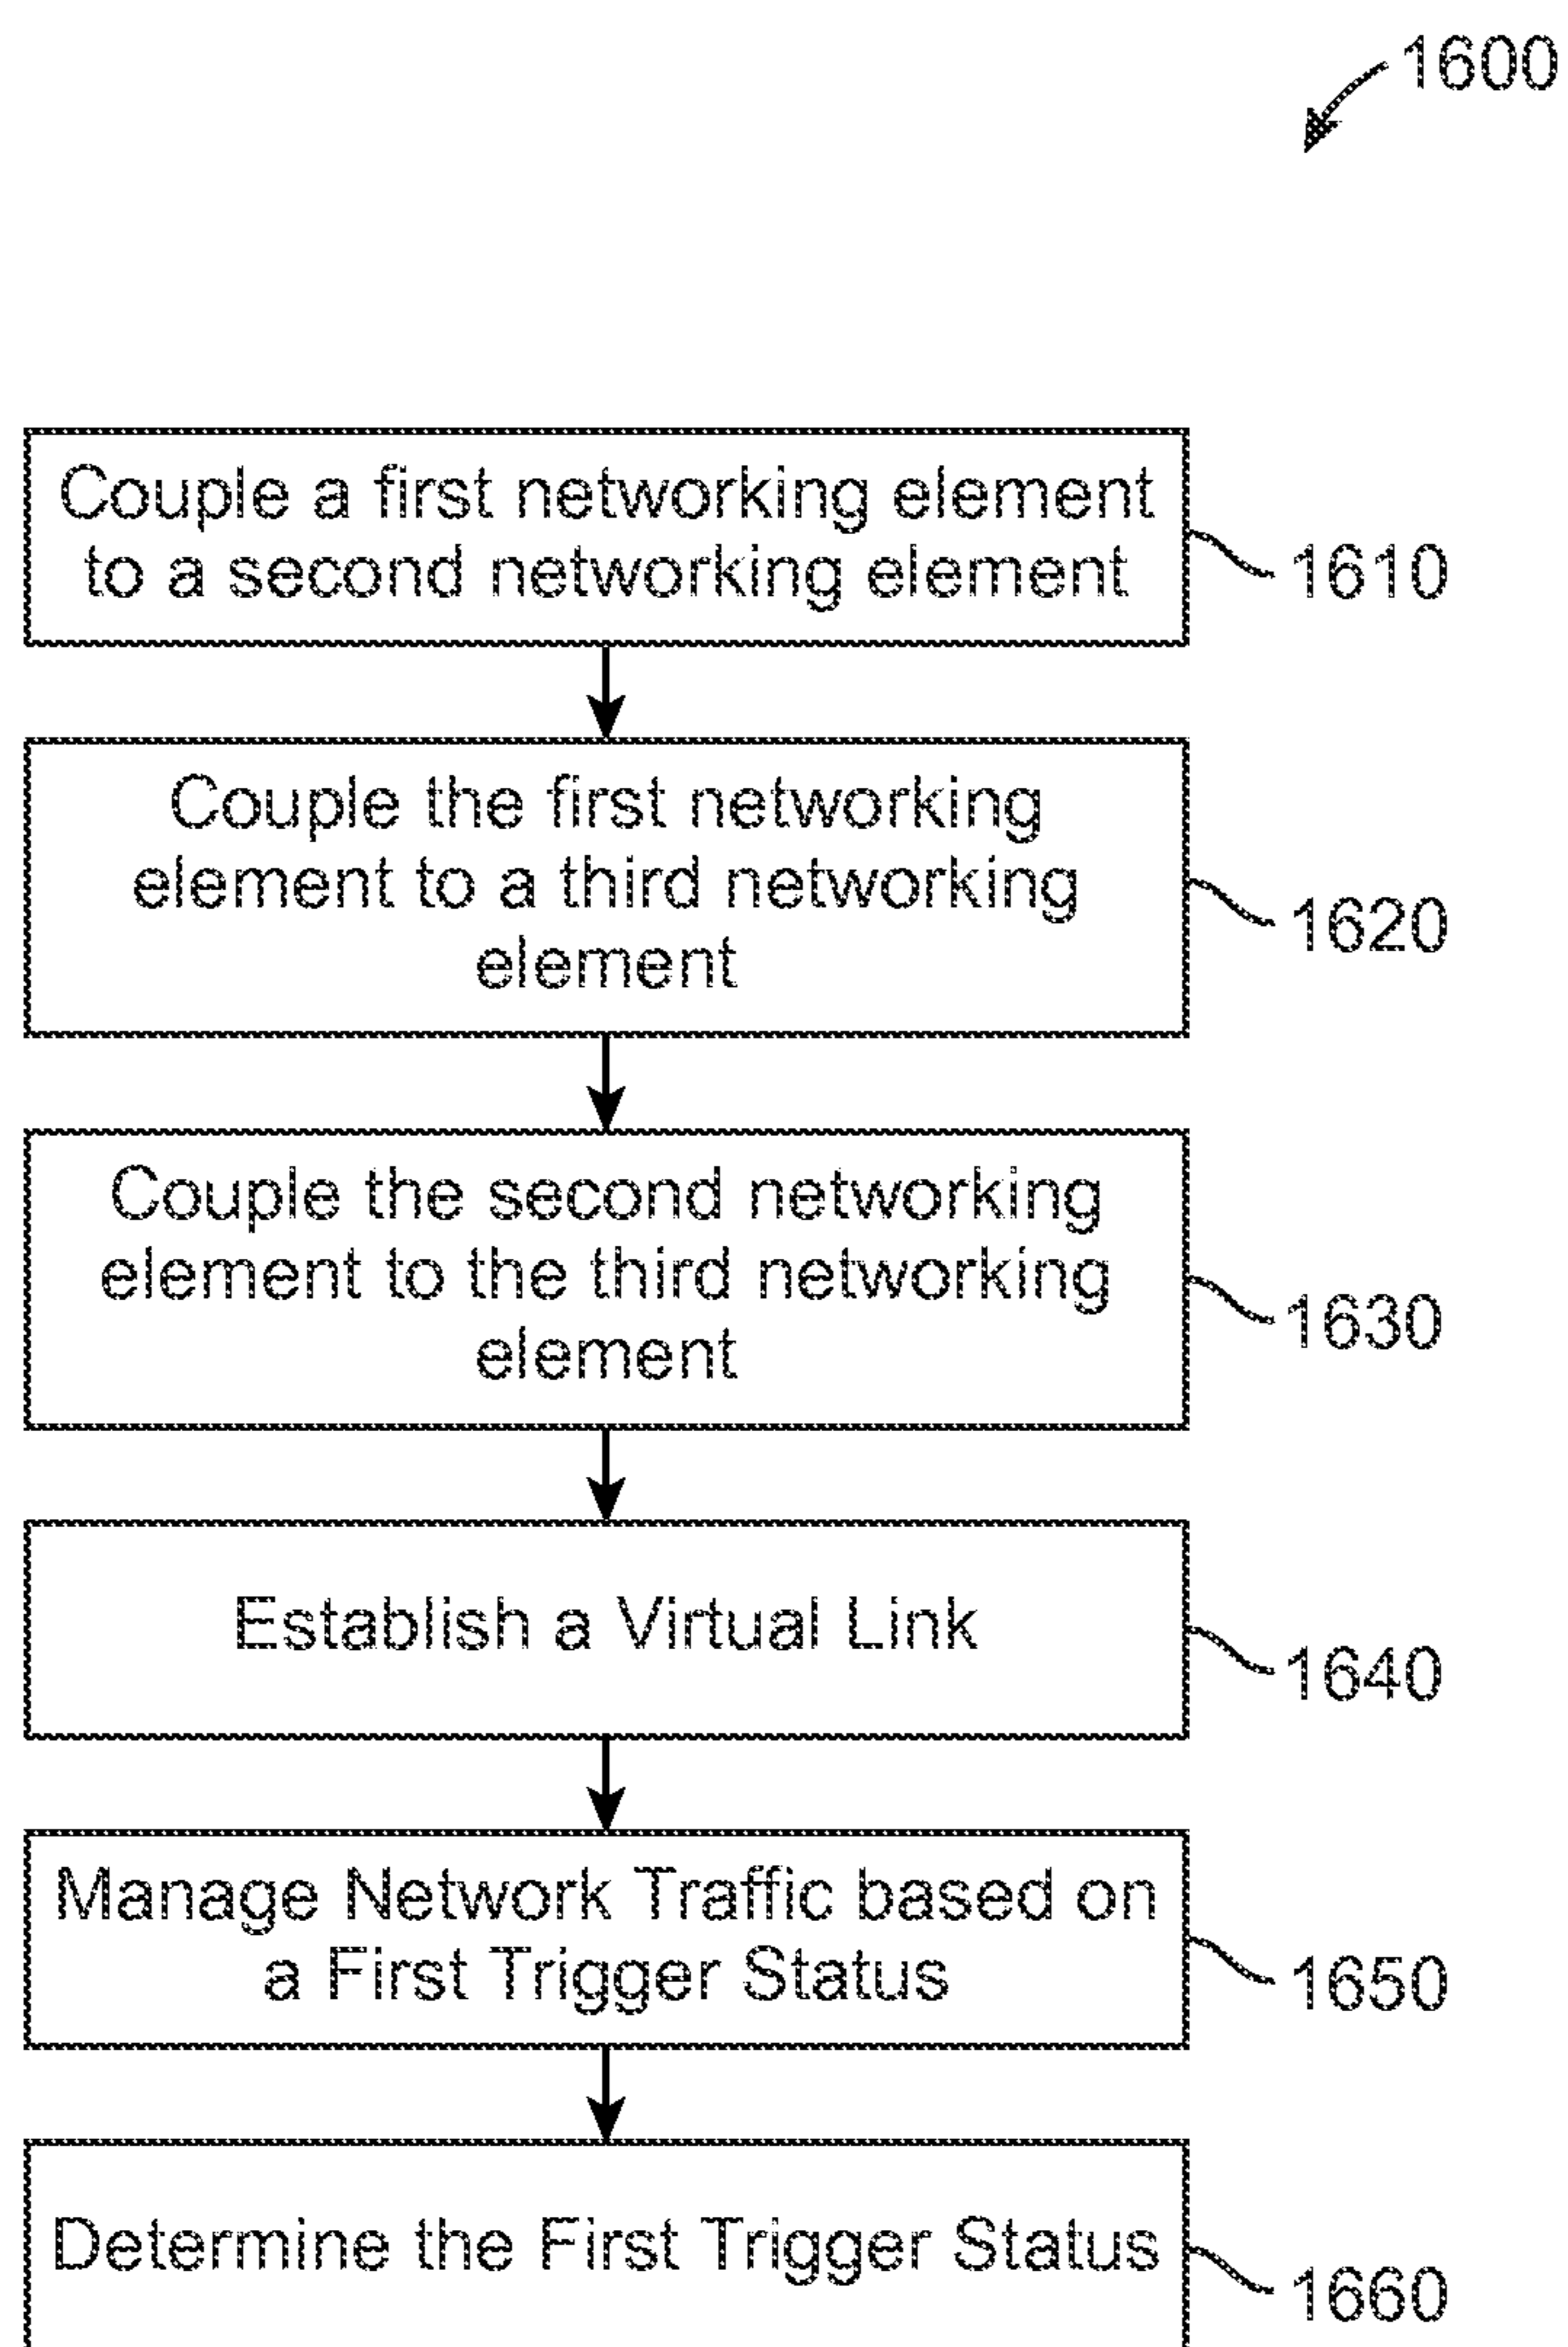 1600
Couple a first networking element
to a second networking element
1610
Couple the first networking
element to a third networking
element
1620
Couple the second networking
element to the third networking
element
1630
Establish a Virtual Link
1640
Manage Network Traffic based on
a First Trigger Status
1650
Determine the First Trigger Status
1660